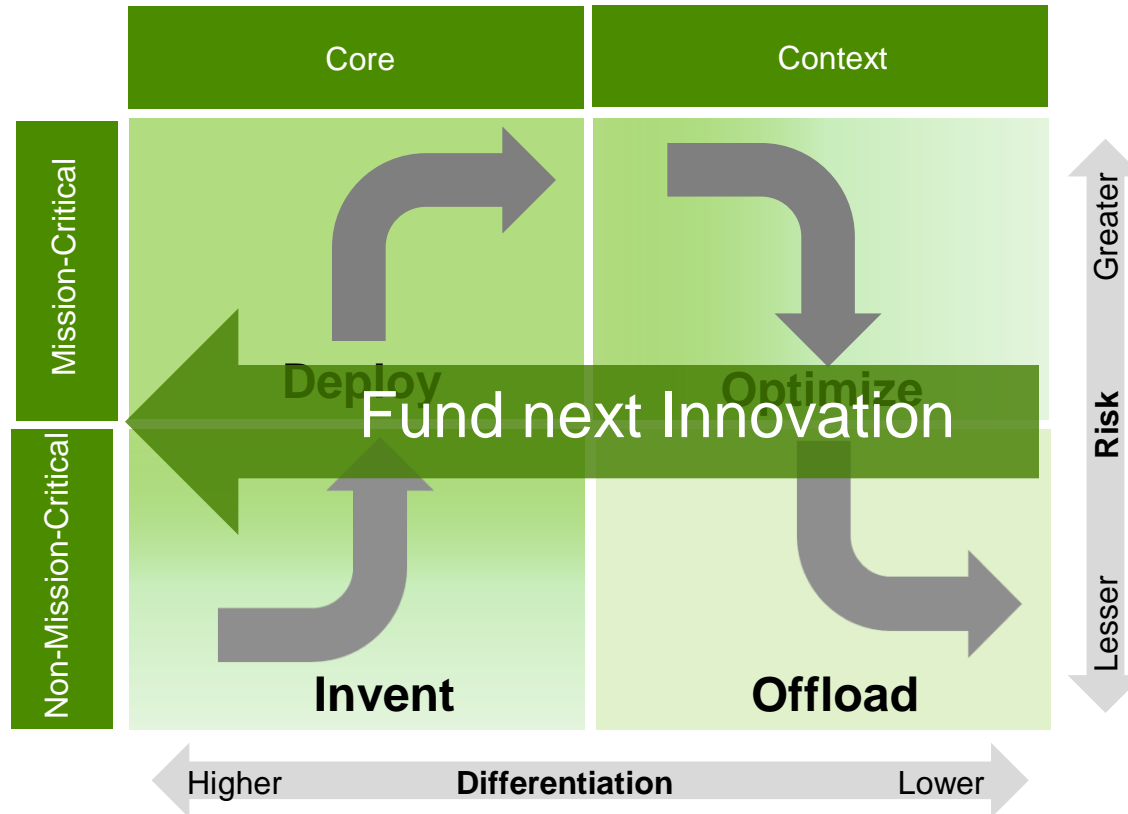 Core
Context
Mission-Critical
Deploy
Optimize
Fund next Innovation
Non-Mission-Critical
Invent
Offload
Greater
Risk
Lesser
Higher
Differentiation
Lower